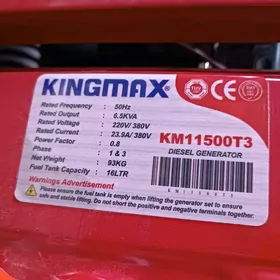 KINGMAX
Rated Frequency : 50Hz
Rated Output : 6.5KVA
Rated Voltage : 220V/ 380V
Rated Current : 23.9A/ 380V
Power Factor : 0.8
Phase : 1 & 3
Net Weight : 93KG
Fuel Tank Capacity : 16LTR
TUV
CE
KM11500T3
DIESEL GENERATOR
KM11500T3
Warnings Advertisement
Please ensure the fuel tank is empty when lifting the generator set to ensure
safe and stable lifting. Do not short the positive and negative terminals together.